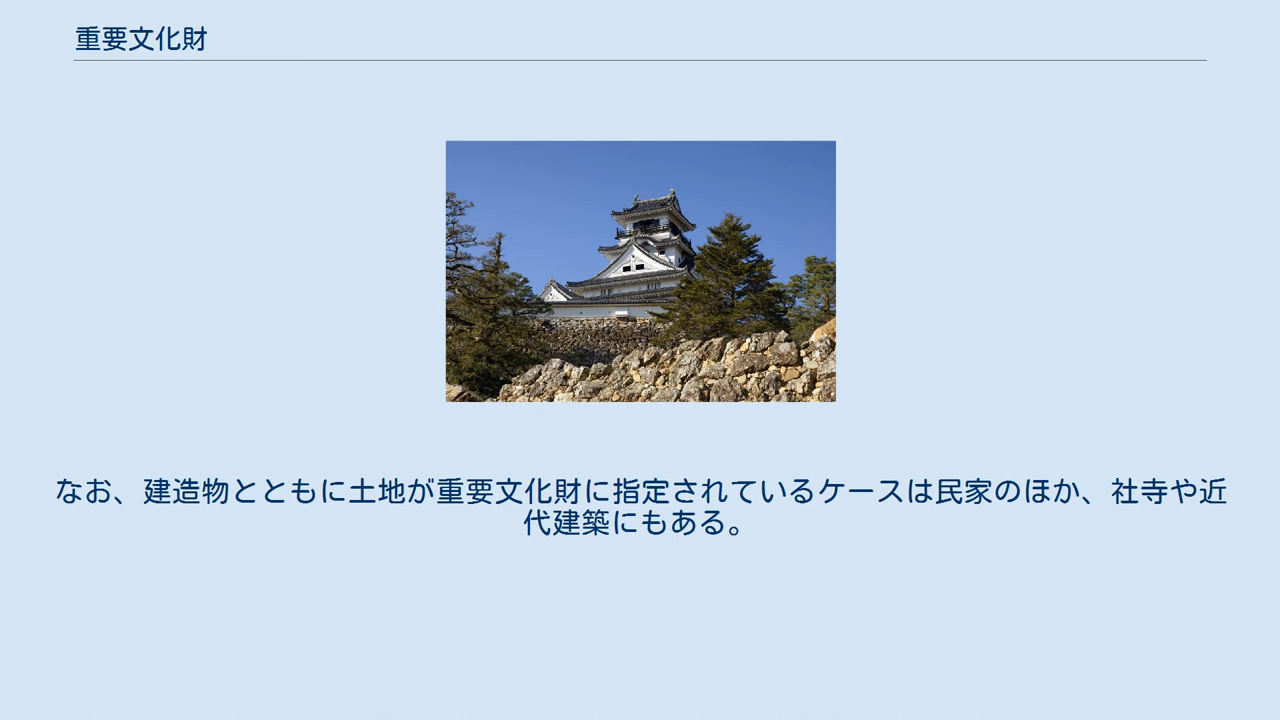 重要文化財
なお、建造物とともに土地が重要文化財に指定されているケースは民家のほか、社寺や近
代建築にもある。